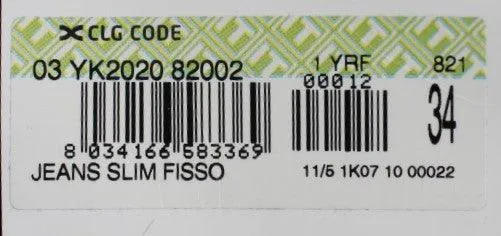 CLG CODE
03 YK2020 82002
1 YRF
821
00012
34
8 034166 583369
JEANS SLIM FISSO
11/5 1K07 10 00022